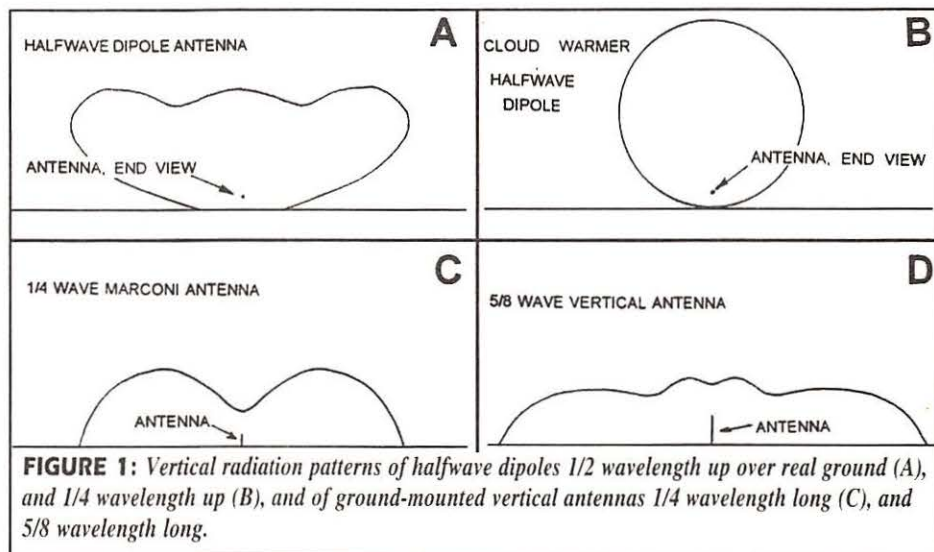 HALFWAVE DIPOLE ANTENNA
A
ANTENNA, END VIEW
CLOUD WARMER
HALFWAVE
DIPOLE
B
ANTENNA, END VIEW
1/4 WAVE MARCONI ANTENNA
C
ANTENNA
5/8 WAVE VERTICAL ANTENNA
D
ANTENNA
FIGURE 1: Vertical radiation patterns of halfwave dipoles 1/2 wavelength up over real ground (A),
and 1/4 wavelength up (B), and of ground-mounted vertical antennas 1/4 wavelength long (C), and
5/8 wavelength long.